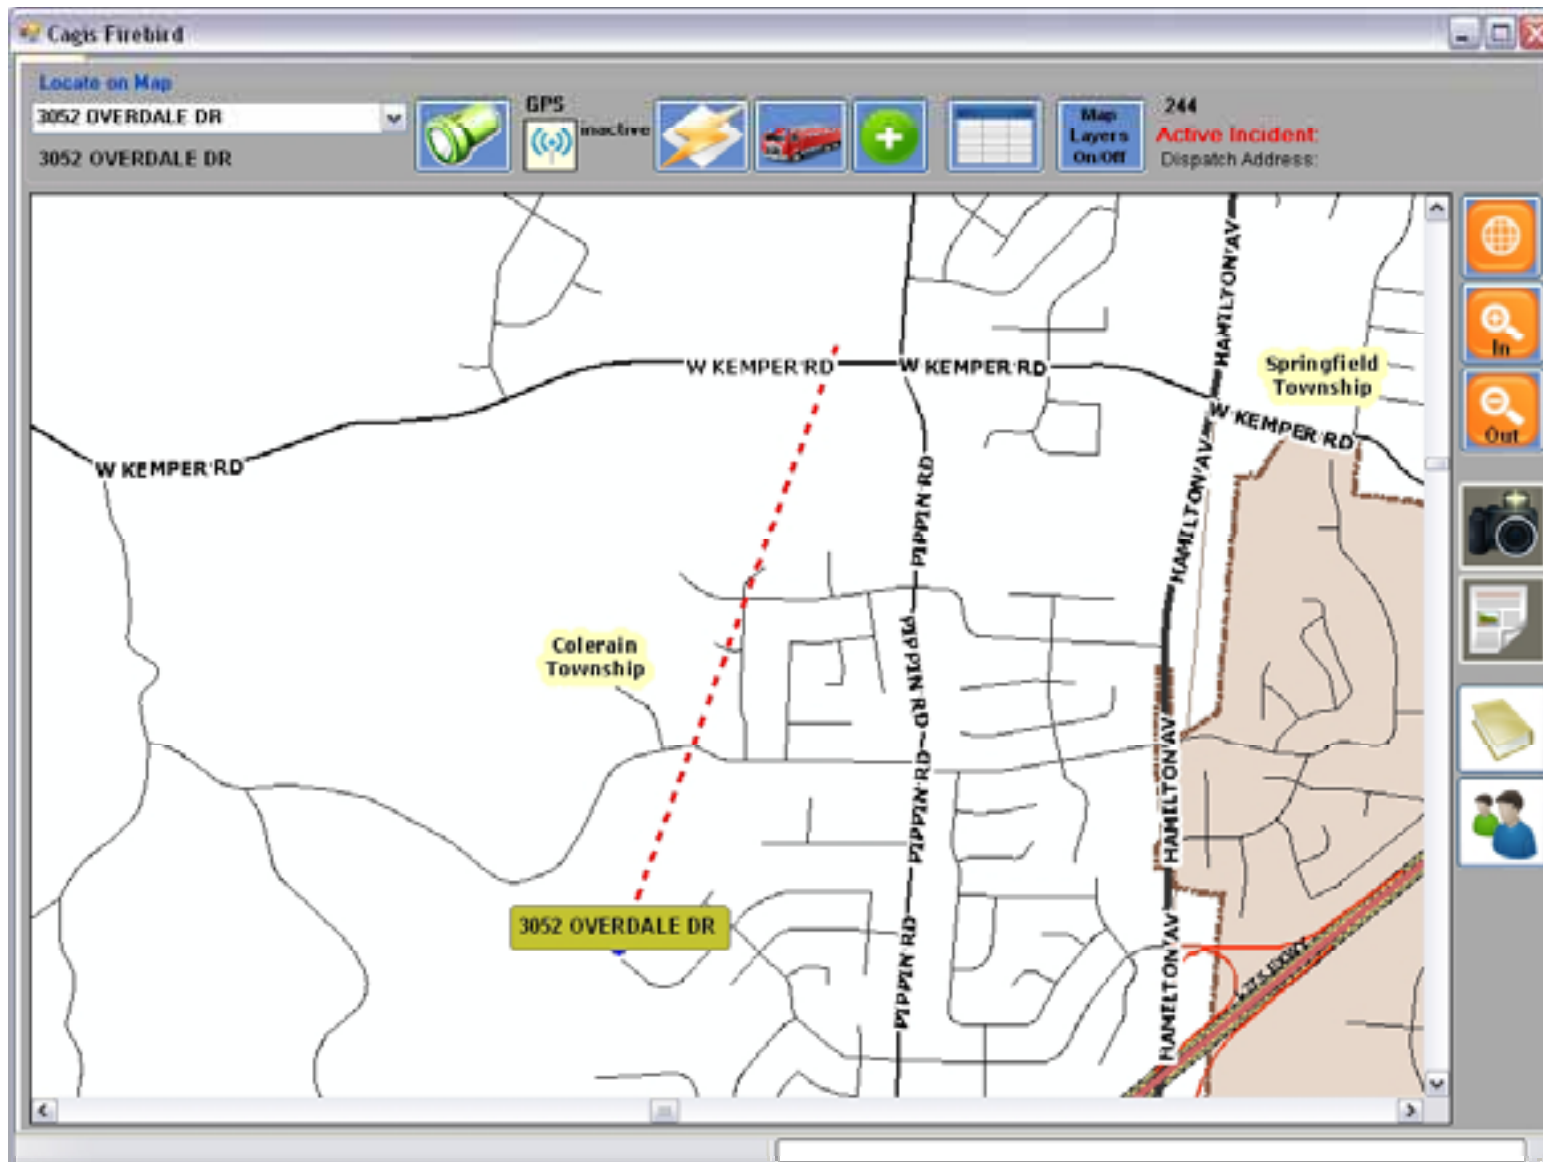 Cagis Firebird
Locate on Map
3052 OVERDALE DR
3052 OVERDALE DR
GPS
inactive
Map
Layers
On/Off
244
Active Incident:
Dispatch Address:
In
Out
W KEMPER RD
W KEMPER RD
W KEMPER RD
W KEMPER RD
HAMILTON AV
HAMILTON AV
HAMILTON AV
HAMILTON AV
Springfield
Township
PIPPIN RD
PIPPIN RD
PIPPIN RD
PIPPIN RD
Colerain
Township
3052 OVERDALE DR